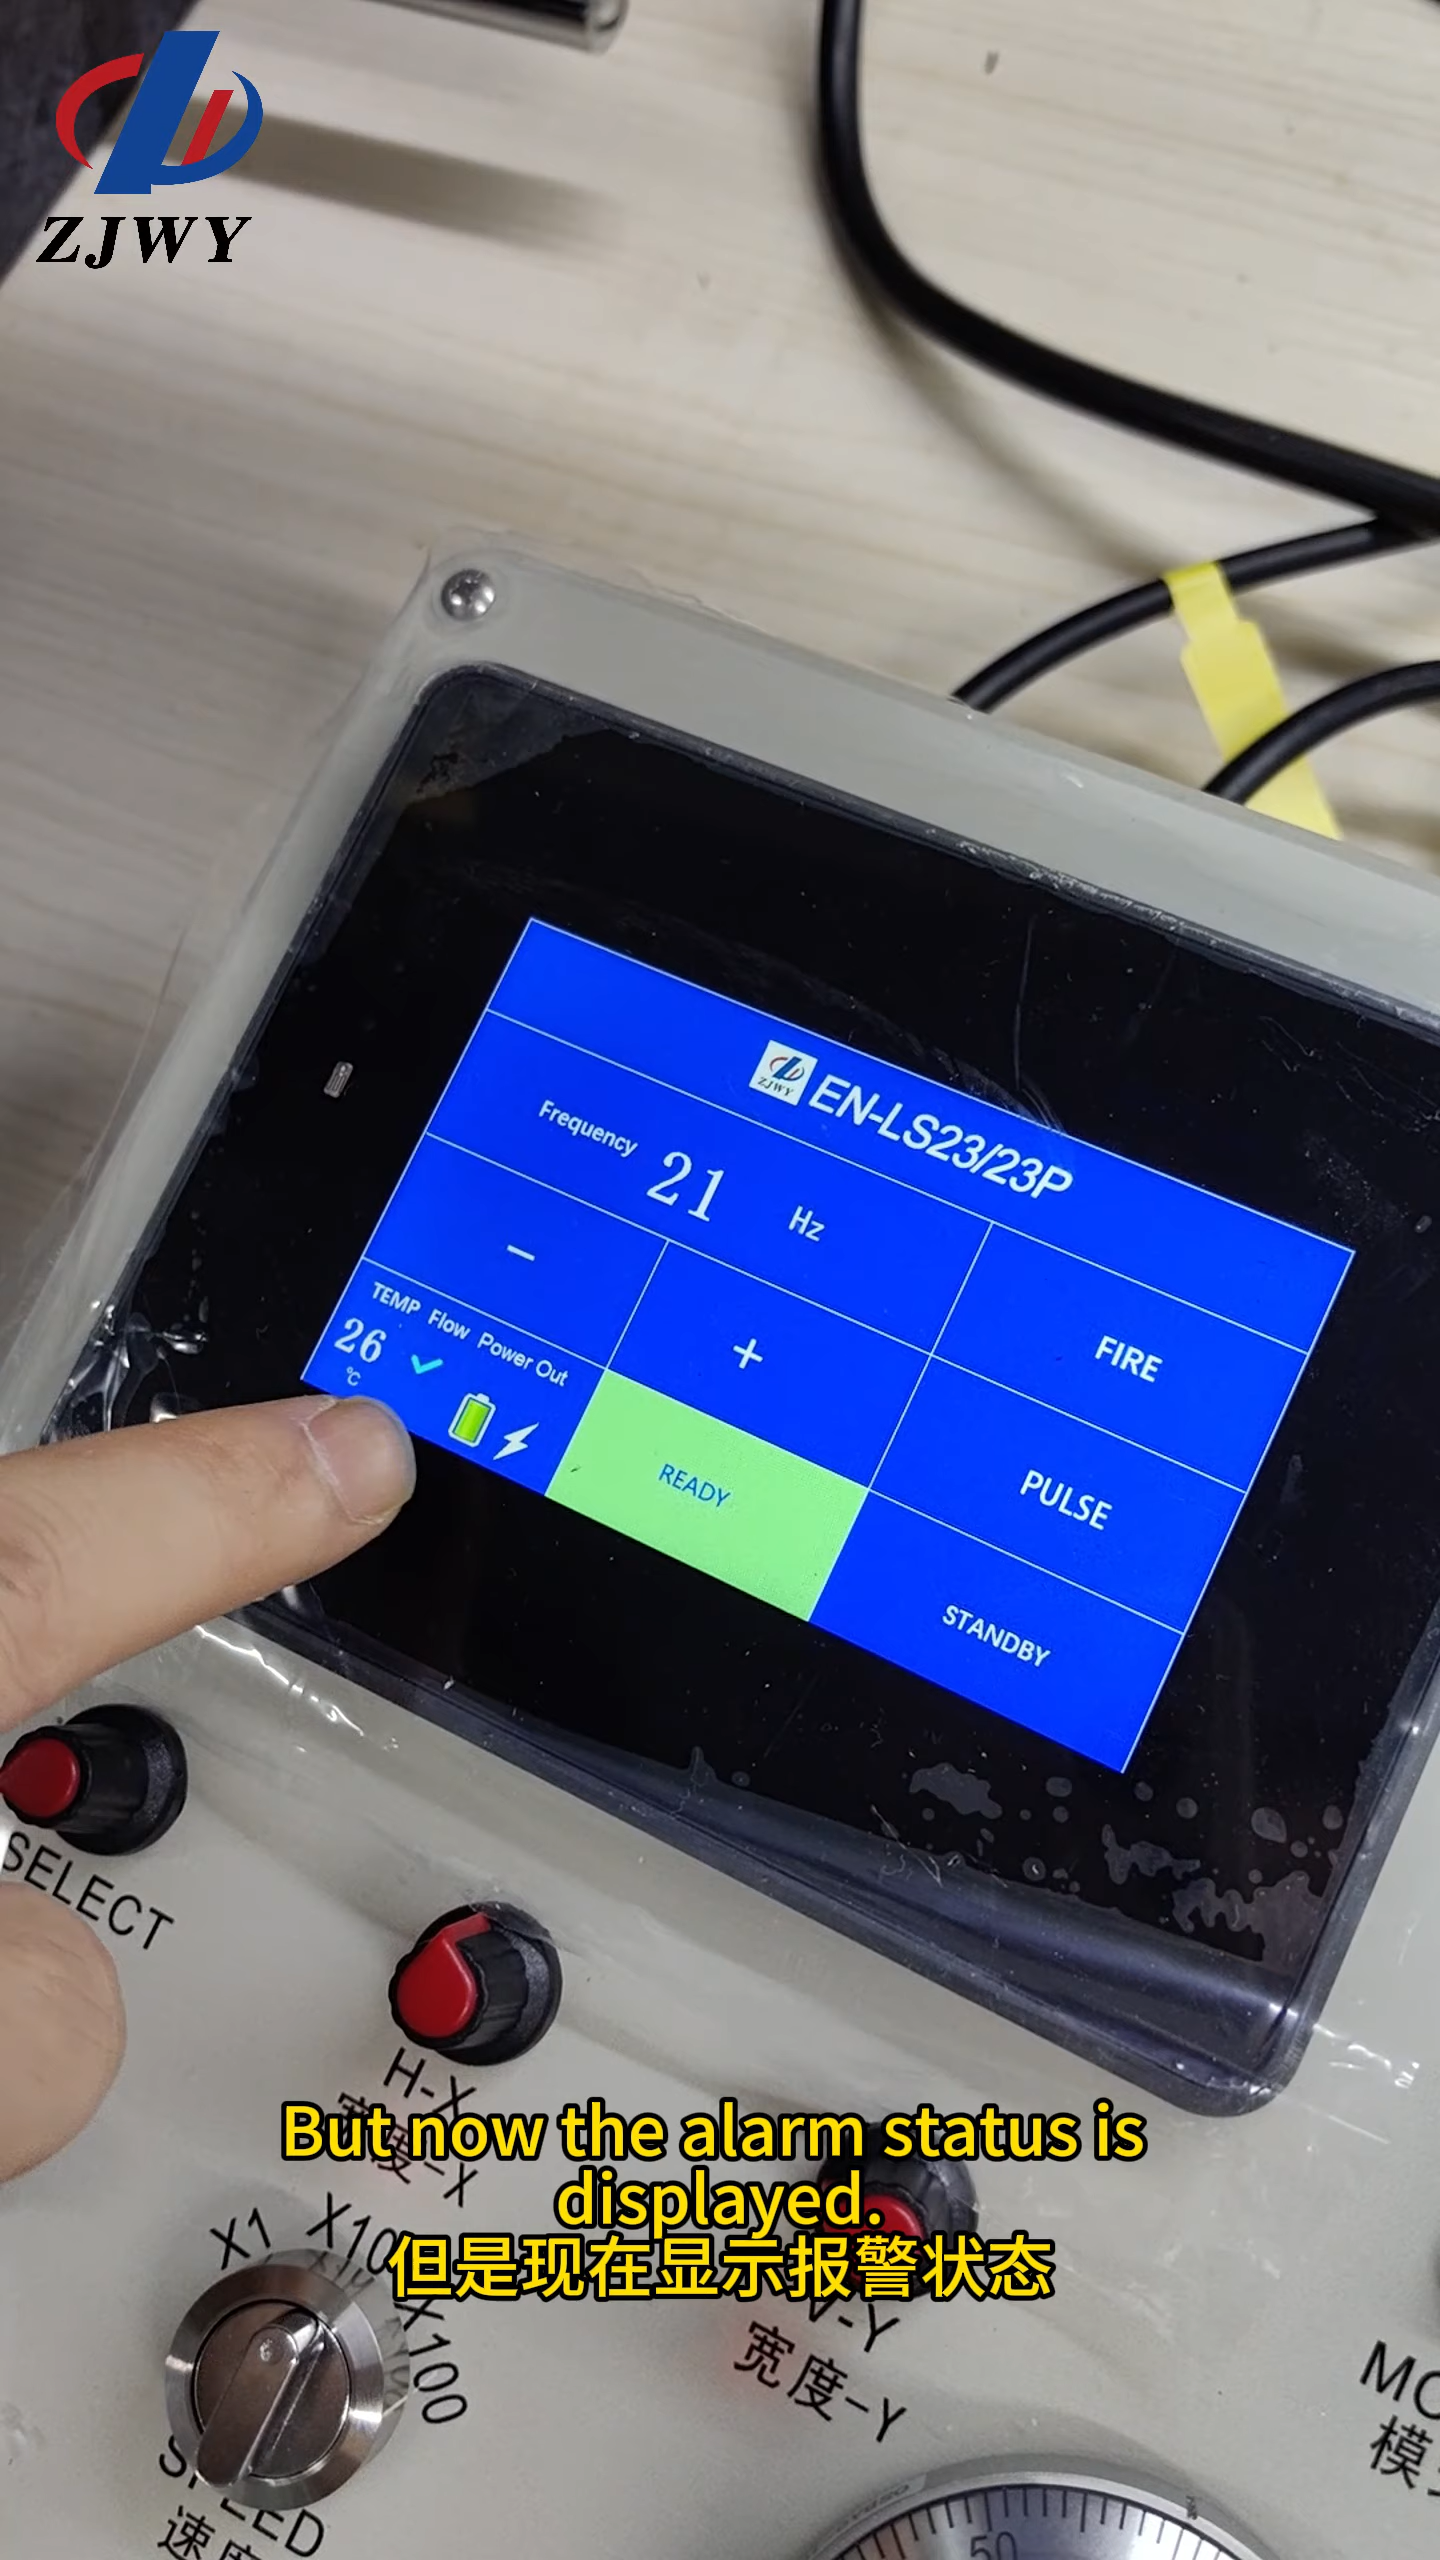 ZJWY
ZJWY EN-LS23/23P
Frequency 21 Hz
FIRE
−
+
PULSE
TEMP Flow Power Out
26
℃
READY
STANDBY
SELECT
H-X
宽度-X
But now the alarm status is
displayed.
但是现在显示报警状态
X1 X10 X100
V-Y
宽度-Y
SPEED
50